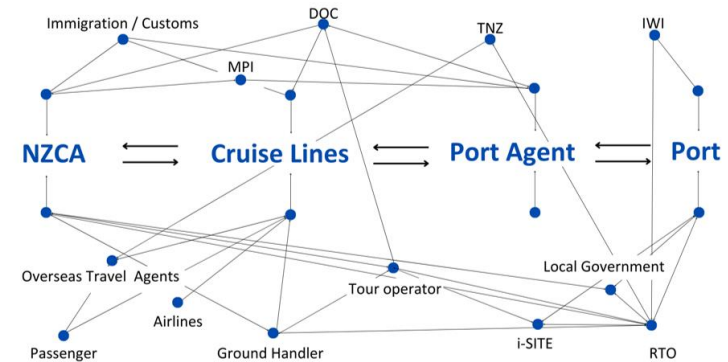 Immigration / Customs
DOC
TNZ
IWI
MPI
NZCA
Cruise Lines
Port Agent
Port
Overseas Travel Agents
Local Government
Tour operator
Airlines
Passenger
Ground Handler
i-SITE
RTO